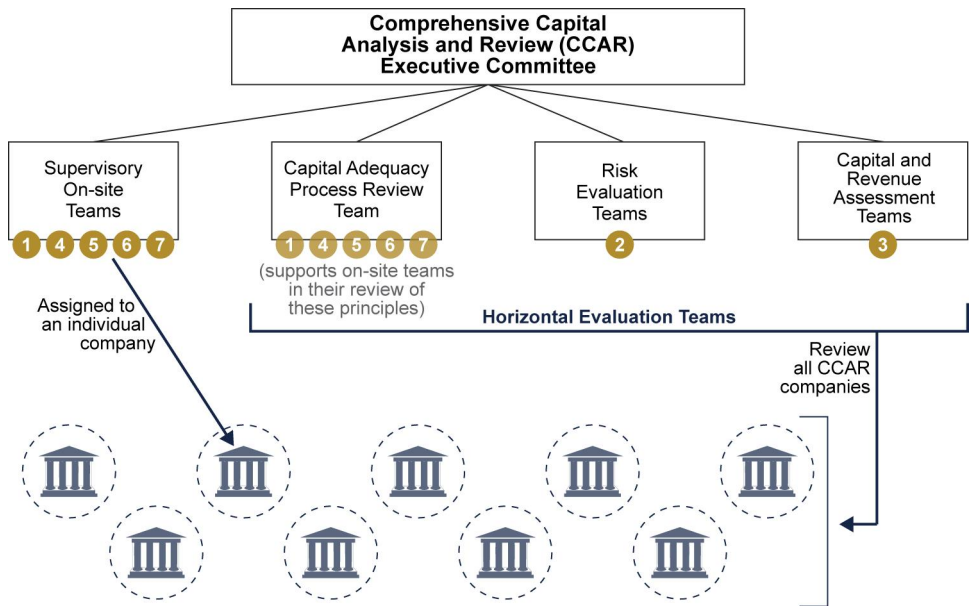 Comprehensive Capital
Analysis and Review (CCAR)
Executive Committee
Supervisory
On-site
Teams
1 4 5 6 7
Capital Adequacy
Process Review
Team
1 4 5 6 7
(supports on-site teams
in their review of
these principles)
Risk
Evaluation
Teams
2
Capital and
Revenue
Assessment
Teams
3
Assigned to
an individual
company
Horizontal Evaluation Teams
Review
all CCAR
companies